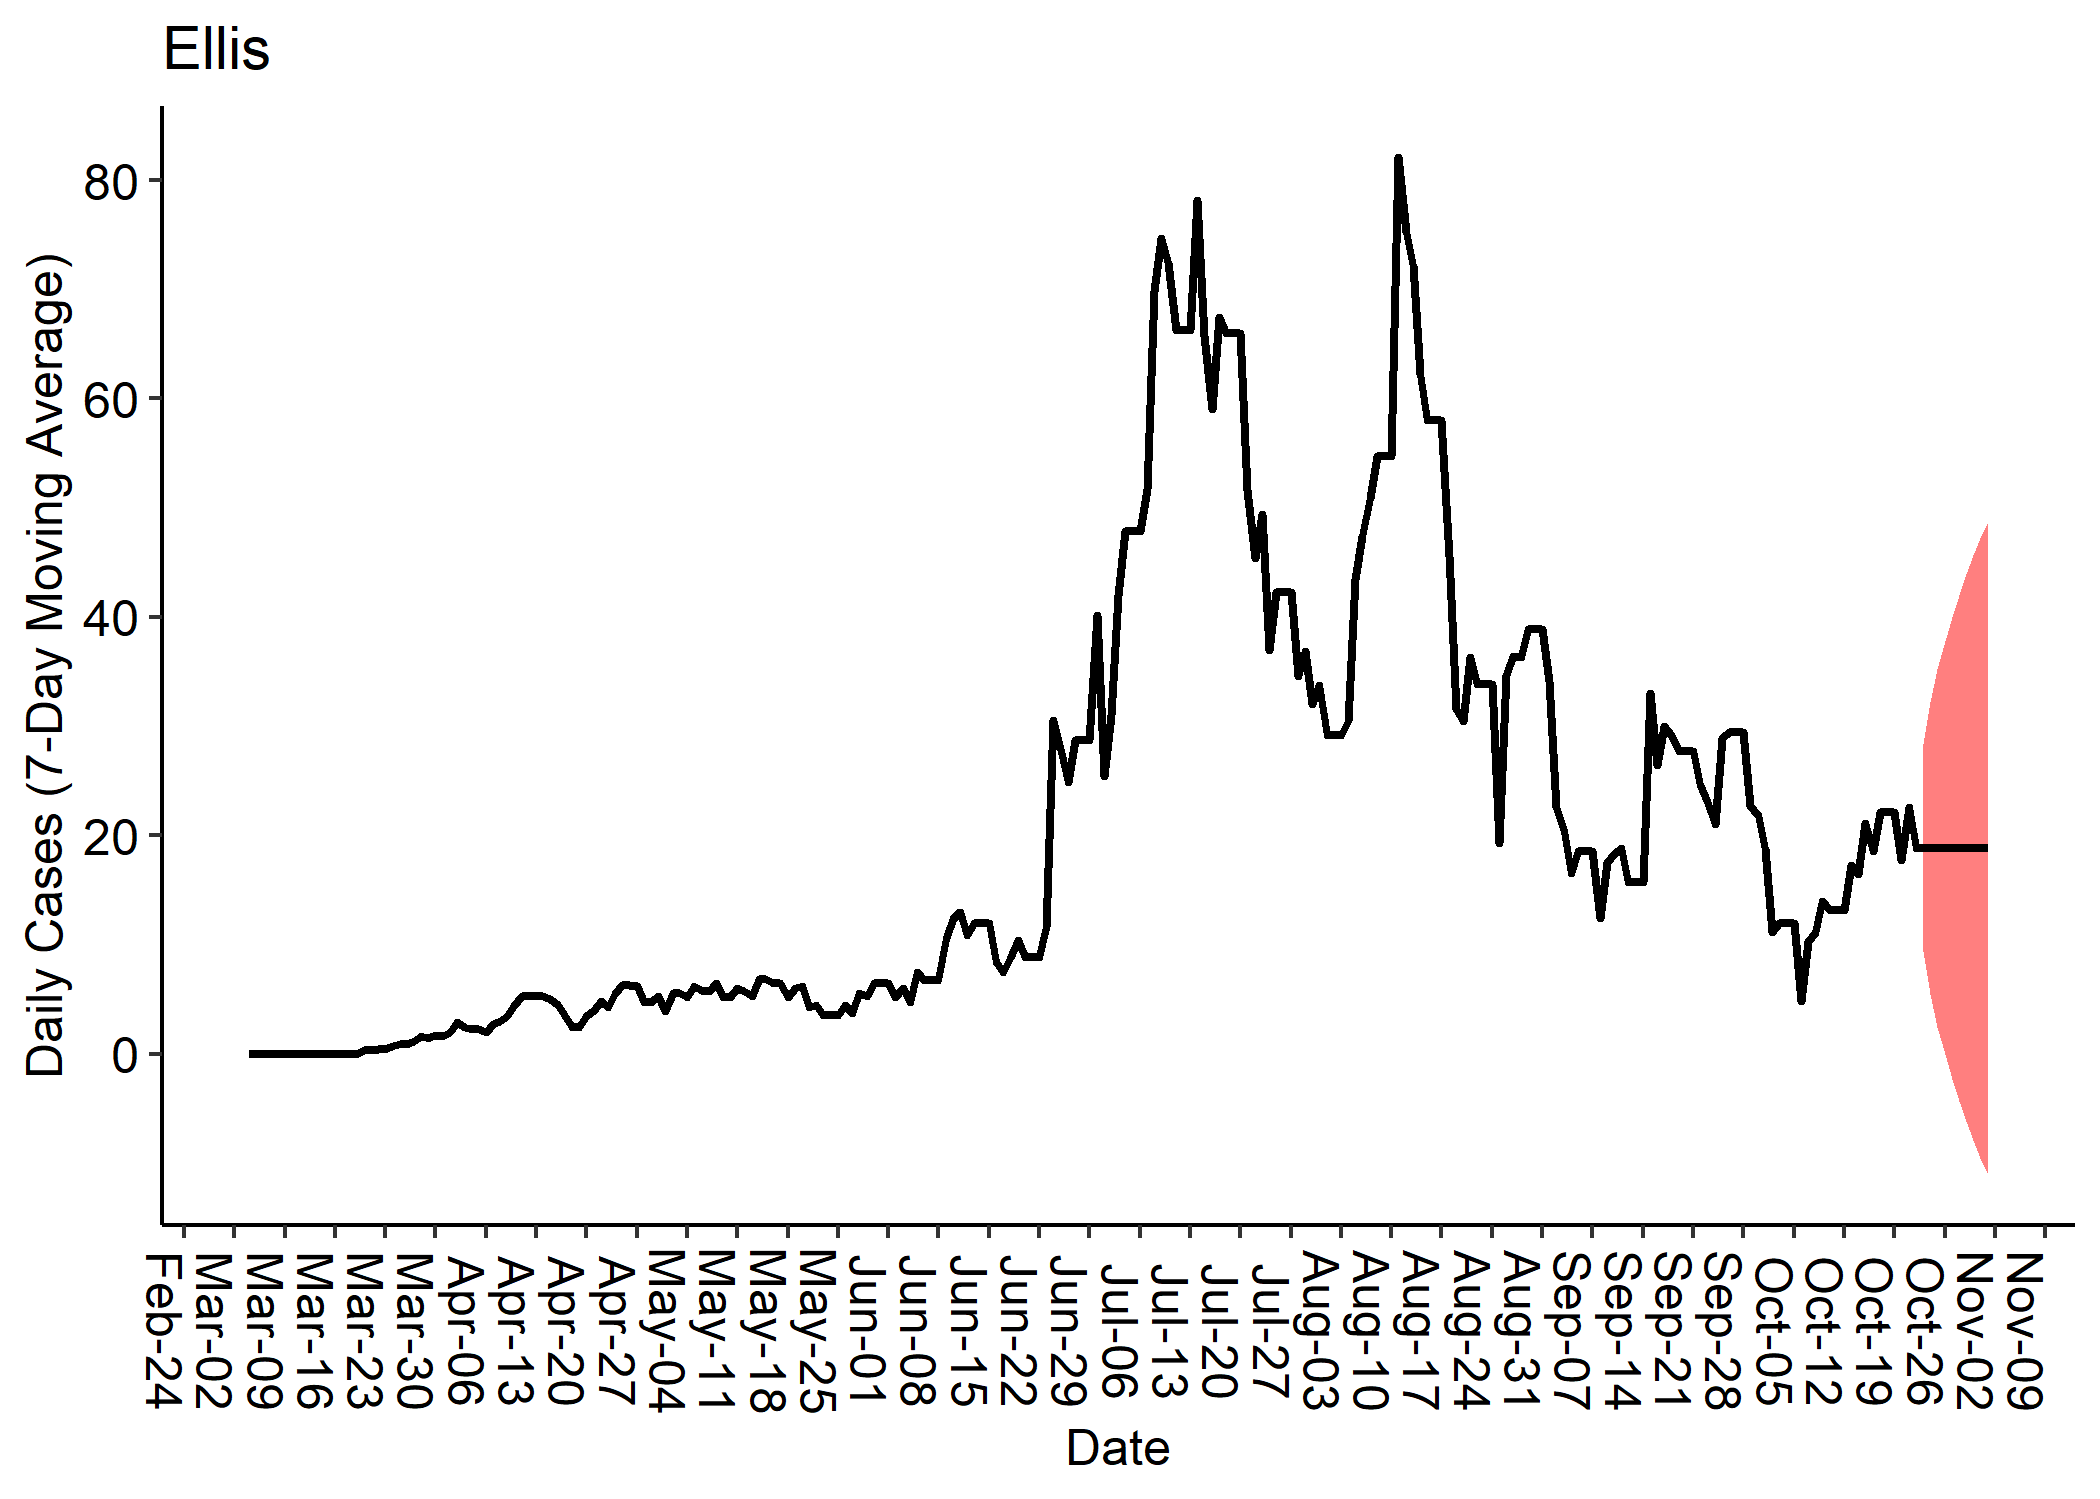 Ellis
Daily Cases (7-Day Moving Average)
80
60
40
20
0
Feb-24
Mar-02
Mar-09
Mar-16
Mar-23
Mar-30
Apr-06
Apr-13
Apr-20
Apr-27
May-04
May-11
May-18
May-25
Jun-01
Jun-08
Jun-15
Jun-22
Jun-29
Jul-06
Jul-13
Jul-20
Jul-27
Aug-03
Aug-10
Aug-17
Aug-24
Aug-31
Sep-07
Sep-14
Sep-21
Sep-28
Oct-05
Oct-12
Oct-19
Oct-26
Nov-02
Nov-09
Date